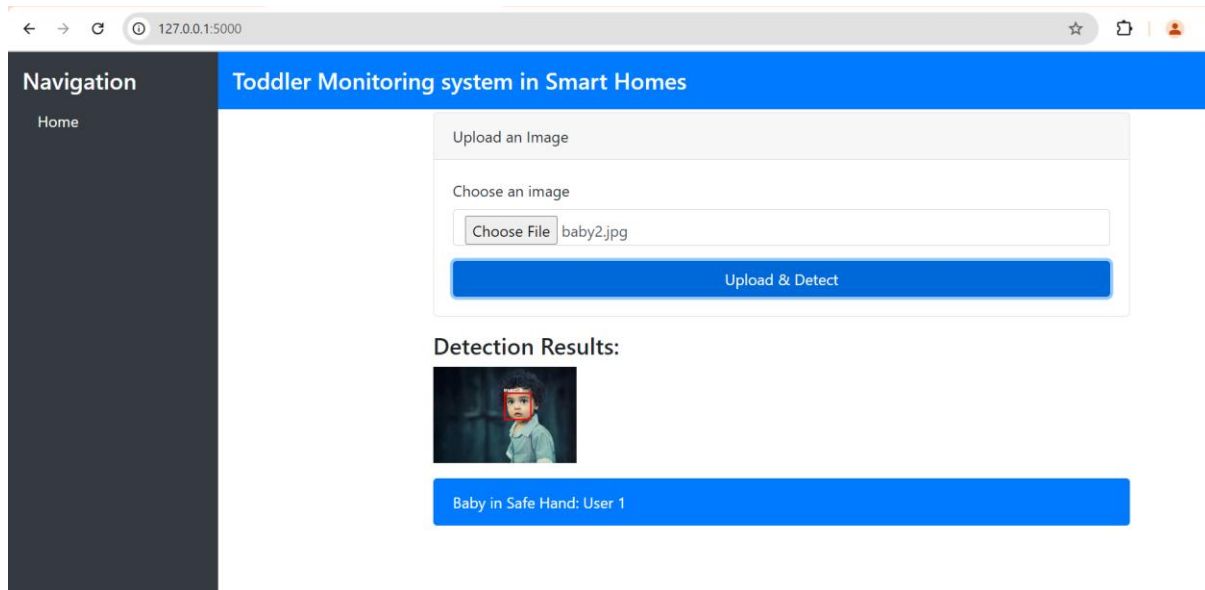 127.0.0.1:5000
Navigation
Toddler Monitoring system in Smart Homes
Home
Upload an Image
Choose an image
Choose File baby2.jpg
Upload & Detect
Detection Results:
Baby in Safe Hand: User 1